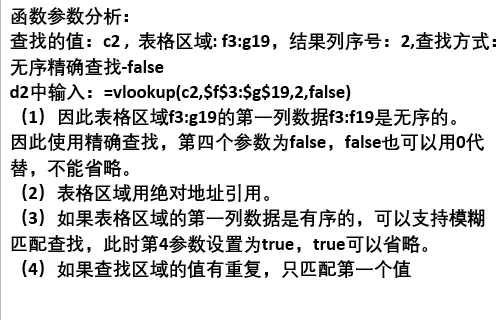 函数参数分析：
查找的值：c2 ，表格区域: f3:g19，结果列序号：2,查找方式：
无序精确查找-false
d2中输入：=vlookup(c2,$f$3:$g$19,2,false)
（1）因此表格区域f3:g19的第一列数据f3:f19是无序的。
因此使用精确查找，第四个参数为false，false也可以用0代
替，不能省略。
（2）表格区域用绝对地址引用。
（3）如果表格区域的第一列数据是有序的，可以支持模糊
匹配查找，此时第4参数设置为true，true可以省略。
（4）如果查找区域的值有重复，只匹配第一个值